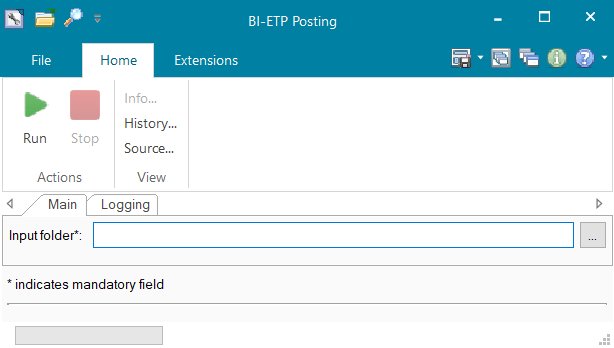 BI-ETP Posting
File Home Extensions
Run Stop
Info...
History...
Source...
Actions View
Main Logging
Input folder*: ...
* indicates mandatory field